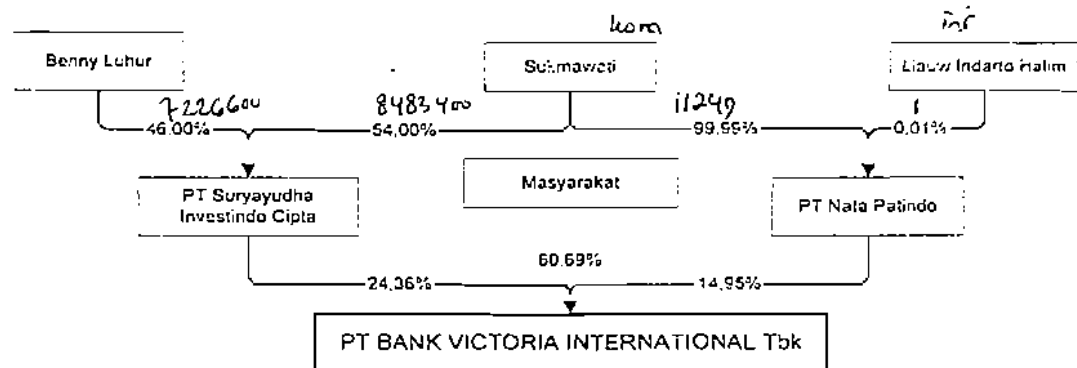 kom
Benny Luhur
Sukmawati
Liauw Indarto Halim
7226600
8483400
11249
1
46.00%
54,00%
99,99%
0,01%
PT Suryayudha
Investindo Cipta
Masyarakat
PT Nata Patindo
60.69%
24,36%
14,95%
PT BANK VICTORIA INTERNATIONAL Tbk